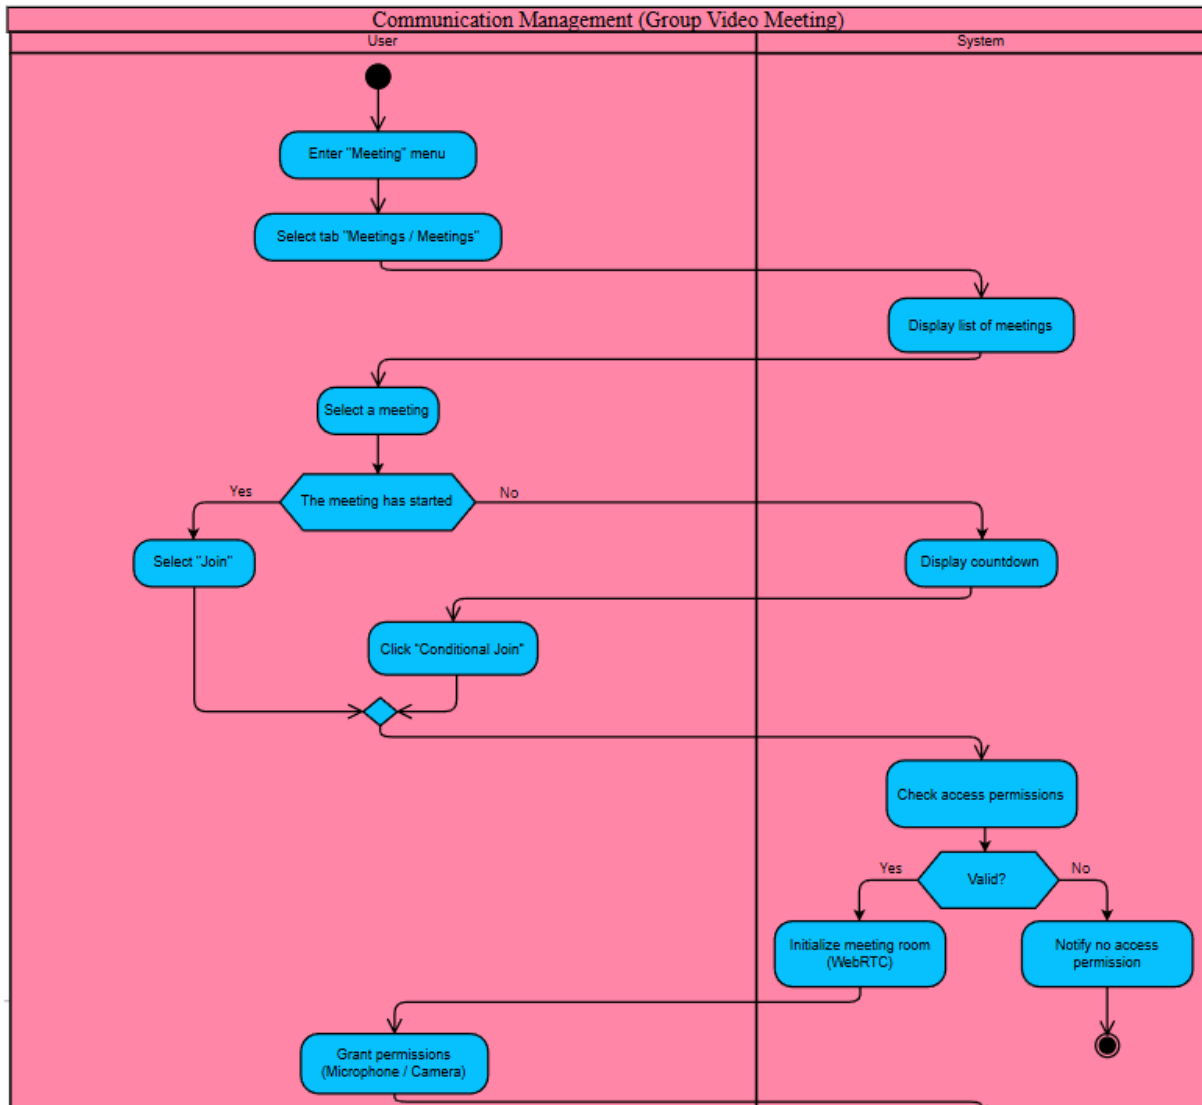 Communication Management (Group Video Meeting)
User
System
Enter "Meeting" menu
Select tab "Meetings / Meetings"
Display list of meetings
Select a meeting
The meeting has started
Yes
No
Select "Join"
Display countdown
Click "Conditional Join"
Check access permissions
Valid?
Yes
No
Initialize meeting room
(WebRTC)
Notify no access
permission
Grant permissions
(Microphone / Camera)